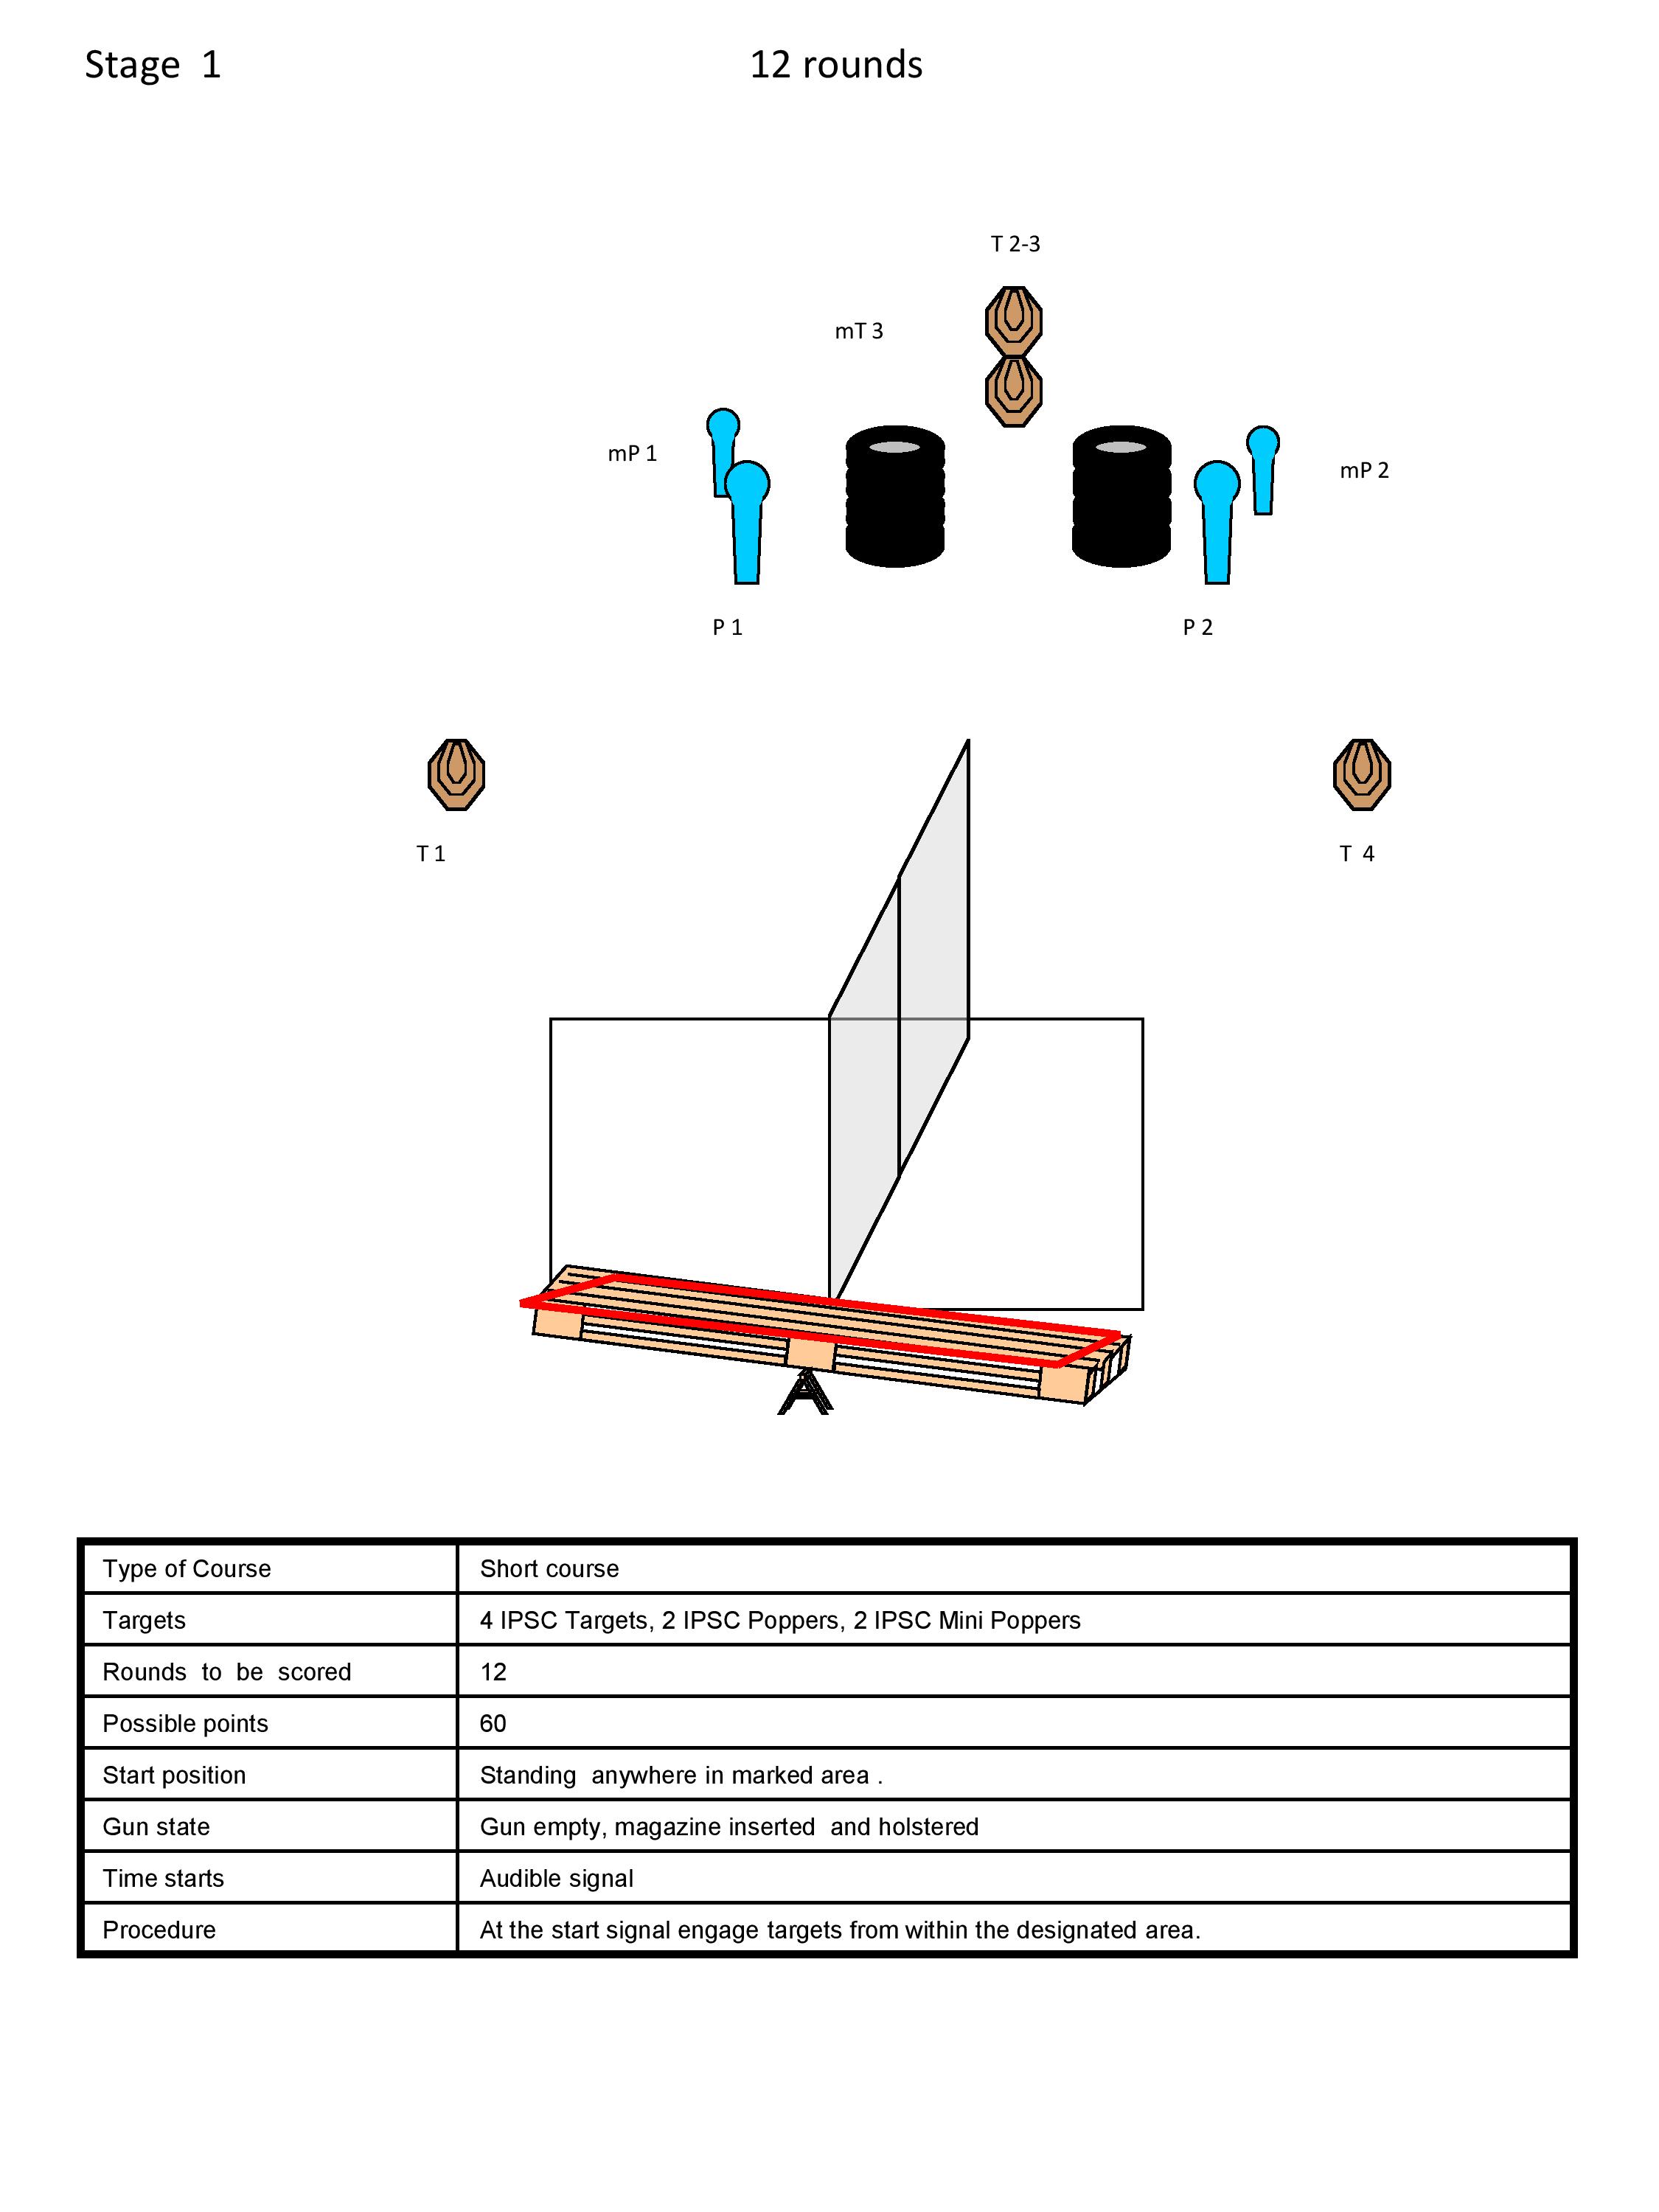 Stage 1 12 rounds
T 2-3
mT 3
mP 1
mP 2
P 1 P 2
T 1 T 4
Type of Course Short course
Targets 4 IPSC Targets, 2 IPSC Poppers, 2 IPSC Mini Poppers
Rounds to be scored 12
Possible points 60
Start position Standing anywhere in marked area .
Gun state Gun empty, magazine inserted and holstered
Time starts Audible signal
Procedure At the start signal engage targets from within the designated area.